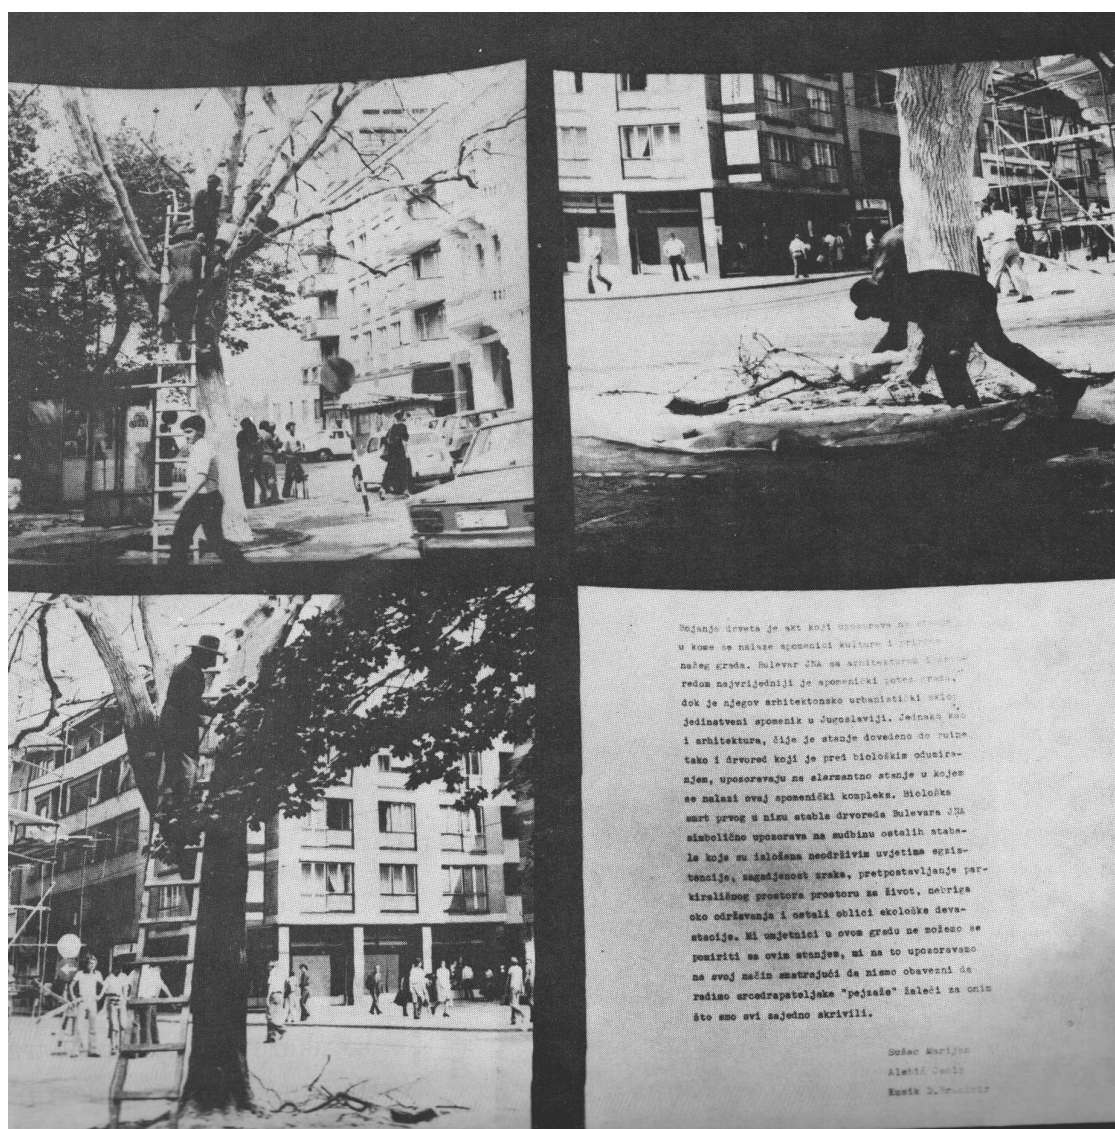 Bojanje drveta je akt koji upozorava na
u kome se nalaze spomenici kulture i
našeg grada. Bulevar JNA sa arhitekturom i
redom najvrijedniji je spomenički potez grada,
dok je njegov arhitektonsko urbanistički sklop
jedinstveni spomenik u Jugoslaviji. Jednako kao
i arhitektura, čije je stanje dovedeno do ruine
tako i drvored koji je pred biološkim odumira-
njem, upozoravaju na alarmantno stanje u kojem
se nalazi ovaj spomenički kompleks. Biološka
smrt prvog u nizu stabla drvoreda Bulevara JNA
simbolično upozorava na sudbinu ostalih staba-
la koja su izložena neodrživim uvjetima egzis-
tencije, zagadjenost zraka, pretpostavljanje par-
kirališnog prostora prostoru za život, nebriga
oko održavanja i ostali oblici ekološke deva-
stacije. Mi umjetnici u ovom gradu ne možemo se
pomiriti sa ovim stanjem, mi na to upozoravamo
na svoj način smatrajući da nismo obavezni da
radimo srcedrapateljske "pejzaže" žaleći za onim
što smo svi zajedno skrivili.
Sušac Marijan
Alebić
Kusik D.